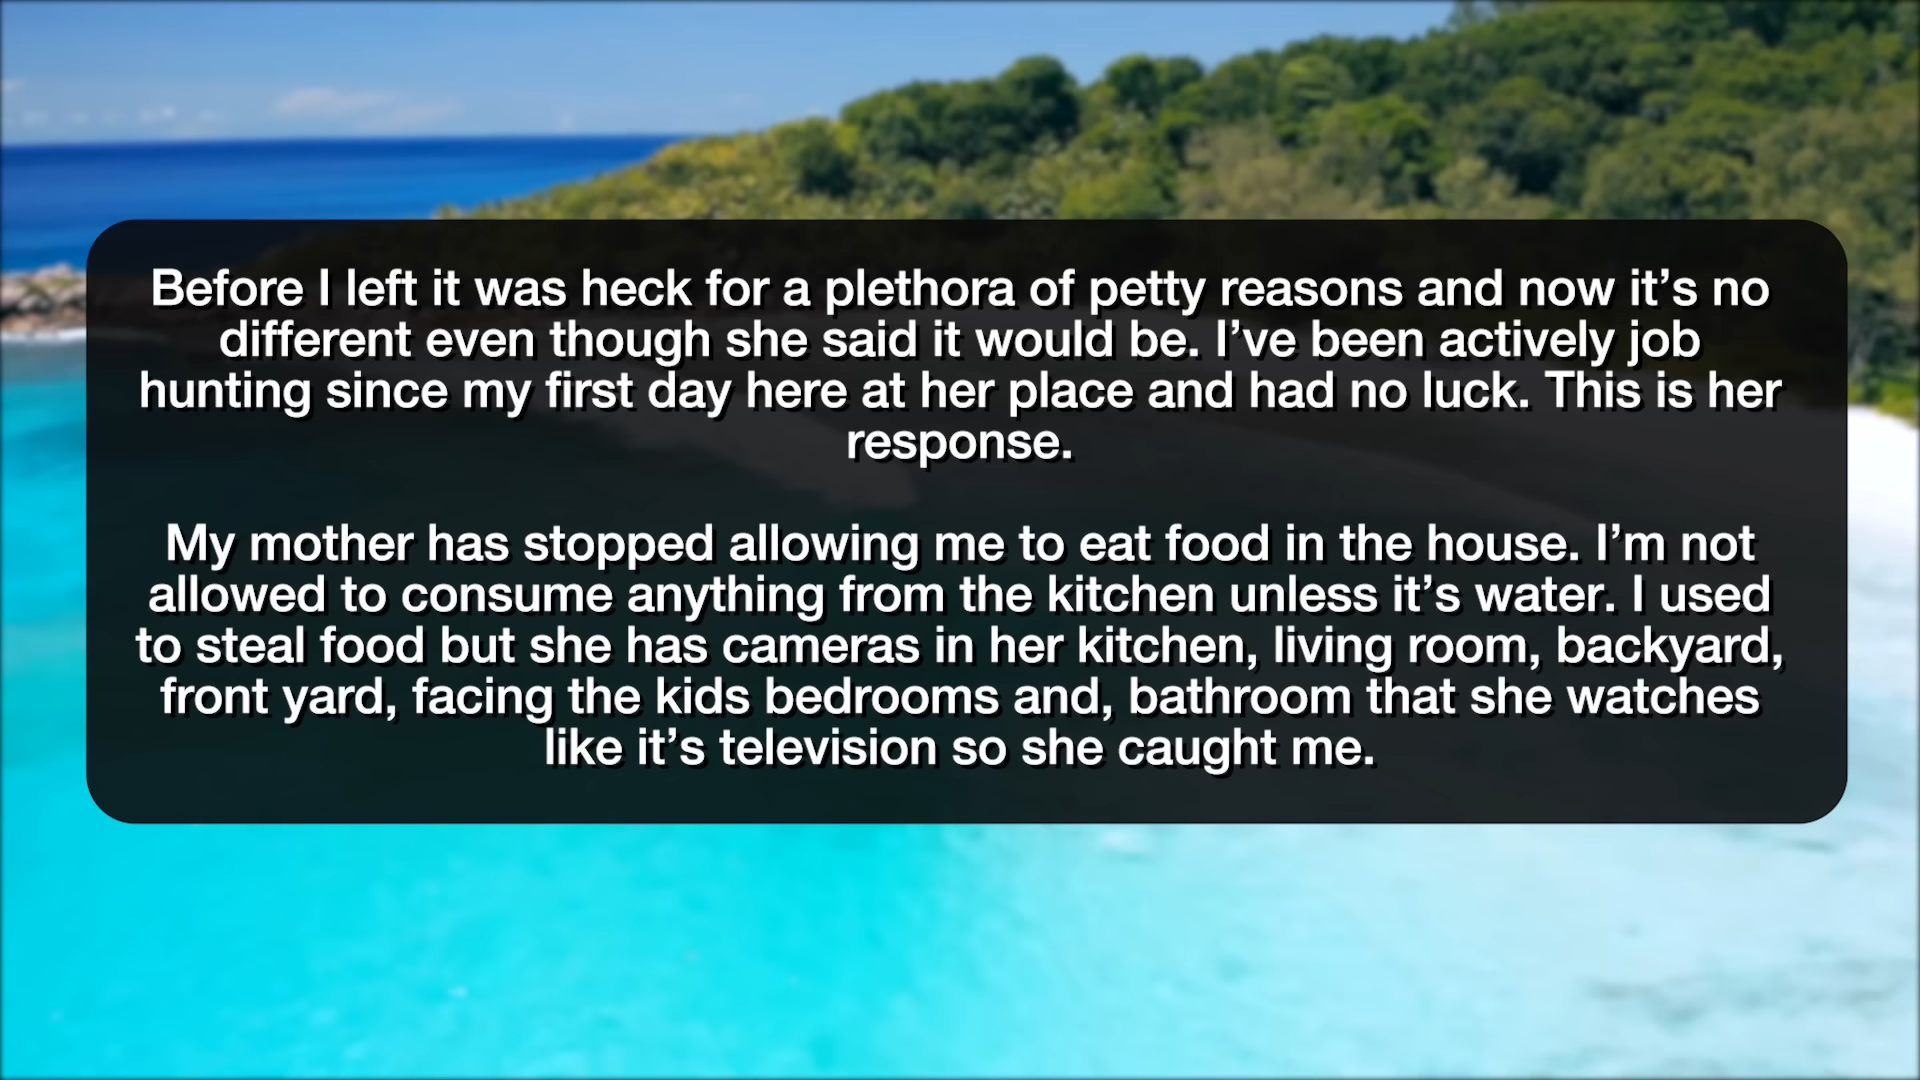 Before I left it was heck for a plethora of petty reasons and now it’s no
different even though she said it would be. I’ve been actively job
hunting since my first day here at her place and had no luck. This is her
response.
My mother has stopped allowing me to eat food in the house. I’m not
allowed to consume anything from the kitchen unless it’s water. I used
to steal food but she has cameras in her kitchen, living room, backyard,
front yard, facing the kids bedrooms and, bathroom that she watches
like it’s television so she caught me.